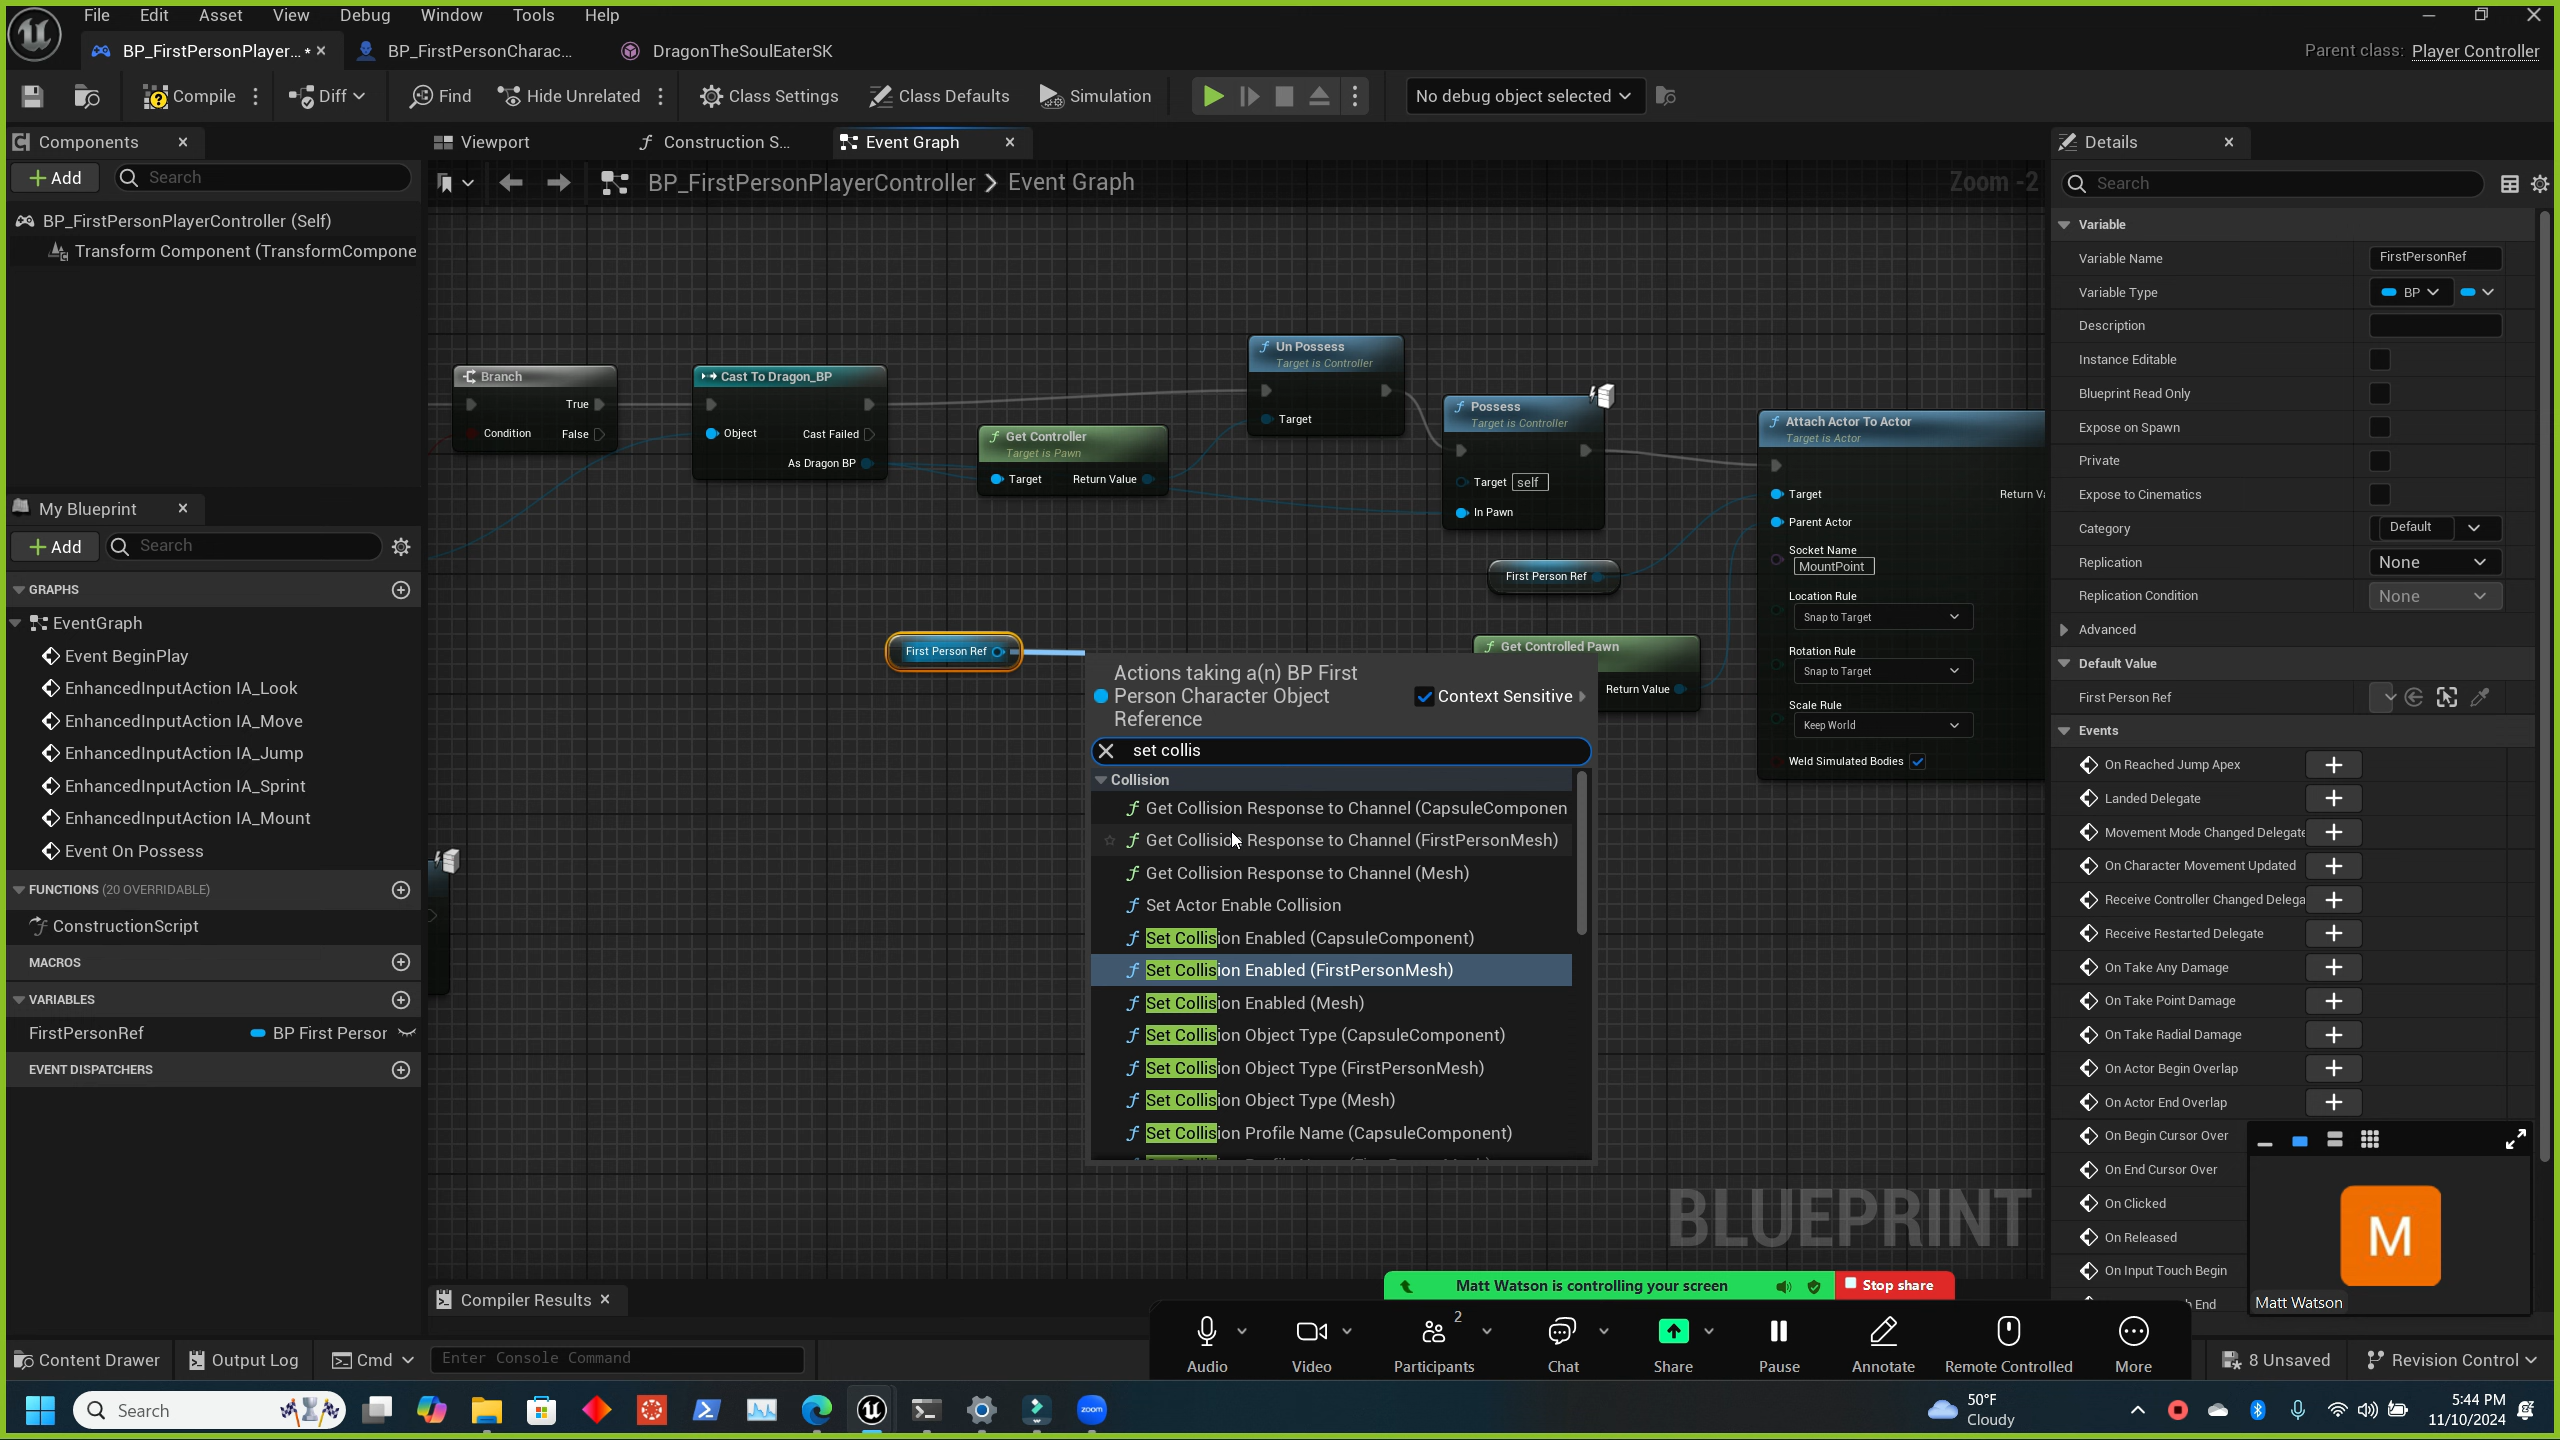 File Edit Asset View Debug Window Tools Help
BP_FirstPersonPlayer... • BP_FirstPersonCharac... DragonTheSoulEaterSK
Parent class: Player Controller
Compile Diff Find Hide Unrelated Class Settings Class Defaults Simulation No debug object selected
Components
Viewport Construction S... Event Graph
Details
Add Search
BP_FirstPersonPlayerController Event Graph
Zoom -2
Search
BP_FirstPersonPlayerController (Self)
Transform Component (TransformCompone
My Blueprint
Add Search
GRAPHS
EventGraph
Event BeginPlay
EnhancedInputAction IA_Look
EnhancedInputAction IA_Move
EnhancedInputAction IA_Jump
EnhancedInputAction IA_Sprint
EnhancedInputAction IA_Mount
Event On Possess
FUNCTIONS (20 OVERRIDABLE)
ConstructionScript
MACROS
VARIABLES
FirstPersonRef BP First Person
EVENT DISPATCHERS
Branch
True
Condition False
Cast To Dragon_BP
Object Cast Failed
As Dragon BP
Get Controller
Target is Pawn
Target Return Value
Un Possess
Target is Controller
Target
Possess
Target is Controller
Target self
In Pawn
First Person Ref
First Person Ref
Get Controlled Pawn
Return Value
Attach Actor To Actor
Target is Actor
Target Return Va
Parent Actor
Socket Name
MountPoint
Location Rule
Snap to Target
Rotation Rule
Snap to Target
Scale Rule
Keep World
Weld Simulated Bodies
Actions taking a(n) BP First
Person Character Object
Reference
Context Sensitive
set collis
Collision
Get Collision Response to Channel (CapsuleComponen
Get Collision Response to Channel (FirstPersonMesh)
Get Collision Response to Channel (Mesh)
Set Actor Enable Collision
Set Collision Enabled (CapsuleComponent)
Set Collision Enabled (FirstPersonMesh)
Set Collision Enabled (Mesh)
Set Collision Object Type (CapsuleComponent)
Set Collision Object Type (FirstPersonMesh)
Set Collision Object Type (Mesh)
Set Collision Profile Name (CapsuleComponent)
BLUEPRINT
Variable
Variable Name FirstPersonRef
Variable Type BP
Description
Instance Editable
Blueprint Read Only
Expose on Spawn
Private
Expose to Cinematics
Category Default
Replication None
Replication Condition None
Advanced
Default Value
First Person Ref
Events
On Reached Jump Apex
Landed Delegate
Movement Mode Changed Delegate
On Character Movement Updated
Receive Controller Changed Delega
Receive Restarted Delegate
On Take Any Damage
On Take Point Damage
On Take Radial Damage
On Actor Begin Overlap
On Actor End Overlap
On Begin Cursor Over
On End Cursor Over
On Clicked
On Released
On Input Touch Begin
h End
M
Matt Watson
Compiler Results
Matt Watson is controlling your screen Stop share
2
Audio Video Participants Chat Share Pause Annotate Remote Controlled More
Content Drawer Output Log Cmd Enter Console Command
8 Unsaved Revision Control
Search
zoom
50°F
Cloudy
5:44 PM
11/10/2024